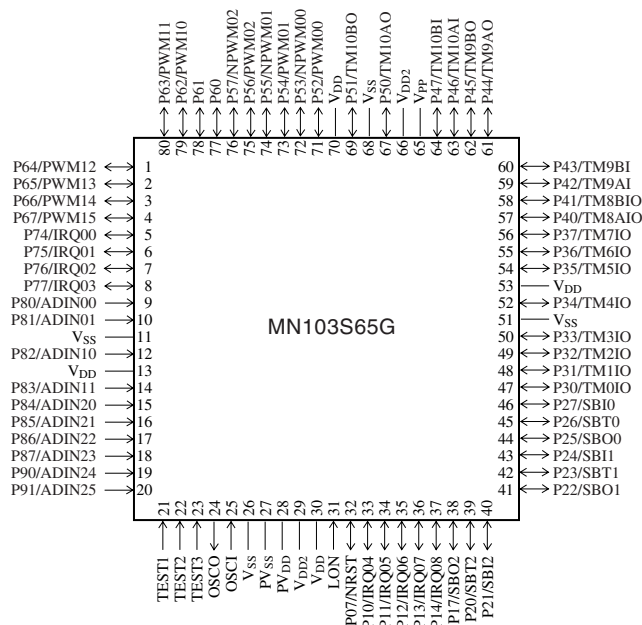 P63/PWM11
P62/PWM10
P61
P60
P57/NPWM02
P56/PWM02
P55/NPWM01
P54/PWM01
P53/NPWM00
P52/PWM00
VDD
P51/TM10BO
VSS
P50/TM10AO
VDD2
VPP
P47/TM10BI
P46/TM10AI
P45/TM9BO
P44/TM9AO
80 79 78 77 76 75 74 73 72 71 70 69 68 67 66 65 64 63 62 61
P64/PWM12 1 60 P43/TM9BI
P65/PWM13 2 59 P42/TM9AI
P66/PWM14 3 58 P41/TM8BIO
P67/PWM15 4 57 P40/TM8AIO
P74/IRQ00 5 56 P37/TM7IO
P75/IRQ01 6 55 P36/TM6IO
P76/IRQ02 7 54 P35/TM5IO
P77/IRQ03 8 53 VDD
P80/ADIN00 9 52 P34/TM4IO
P81/ADIN01 10 51 VSS
VSS 11 50 P33/TM3IO
MN103S65G
P82/ADIN10 12 49 P32/TM2IO
VDD 13 48 P31/TM1IO
P83/ADIN11 14 47 P30/TM0IO
P84/ADIN20 15 46 P27/SBI0
P85/ADIN21 16 45 P26/SBT0
P86/ADIN22 17 44 P25/SBO0
P87/ADIN23 18 43 P24/SBI1
P90/ADIN24 19 42 P23/SBT1
P91/ADIN25 20 41 P22/SBO1
21 22 23 24 25 26 27 28 29 30 31 32 33 34 35 36 37 38 39 40
TEST1
TEST2
TEST3
OSCO
OSCI
VSS
PVSS
PVDD
VDD2
VDD
LON
P07/NRST
P10/IRQ04
P11/IRQ05
P12/IRQ06
P13/IRQ07
P14/IRQ08
P17/SBO2
P20/SBT2
P21/SBI2